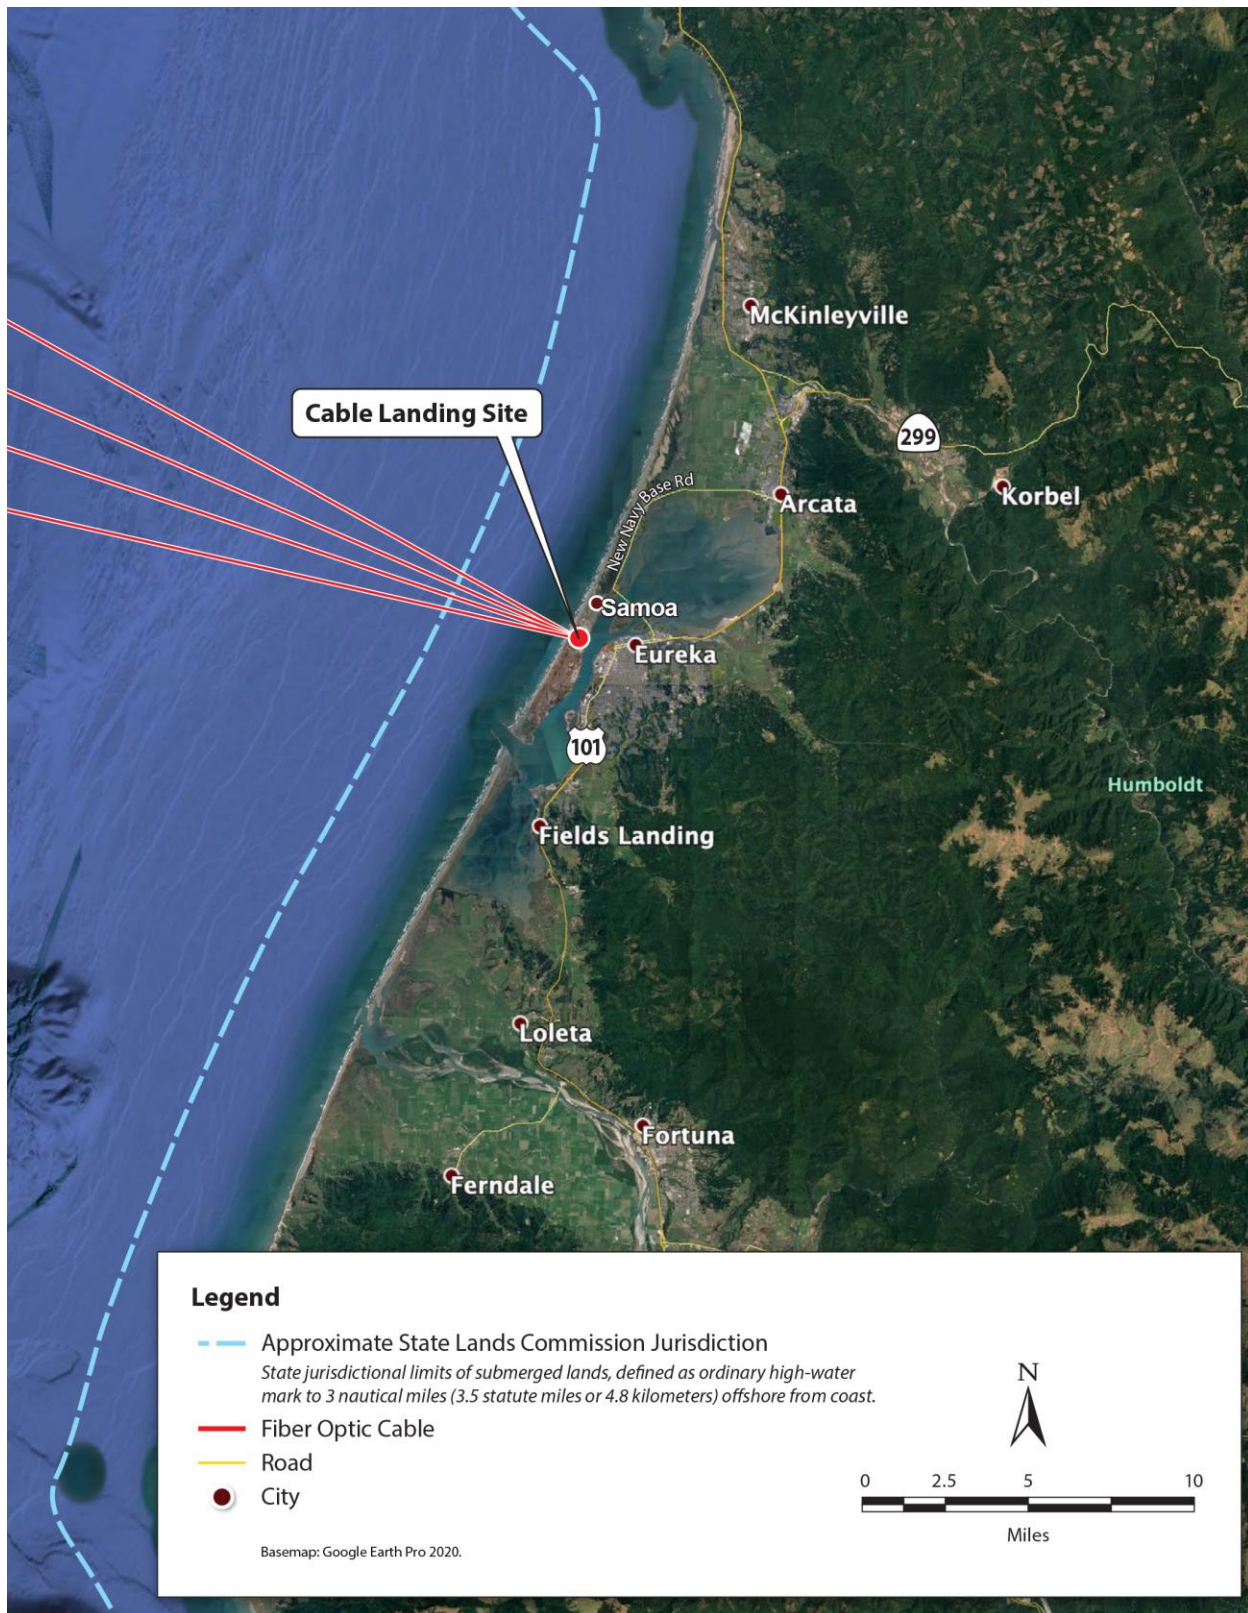 McKinleyville
Cable Landing Site
299
New Navy Base Rd
Korbel
Arcata
Samoa
Eureka
101
Humboldt
Fields Landing
Loleta
Fortuna
Ferndale
Legend
Approximate State Lands Commission Jurisdiction
State jurisdictional limits of submerged lands, defined as ordinary high-water
mark to 3 nautical miles (3.5 statute miles or 4.8 kilometers) offshore from coast.
Fiber Optic Cable
Road
City
Basemap: Google Earth Pro 2020.
N
0 2.5 5 10
Miles